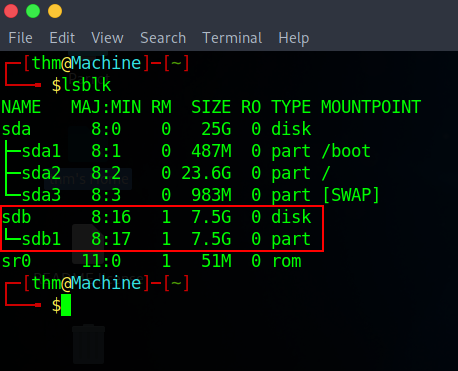 File Edit View Search Terminal Help
┌─[thm@Machine]─[~]
└──╼ $lsblk
NAME   MAJ:MIN RM  SIZE RO TYPE MOUNTPOINT
sda      8:0    0   25G  0 disk
├─sda1   8:1    0  487M  0 part /boot
├─sda2   8:2    0 23.6G  0 part /
└─sda3   8:3    0  983M  0 part [SWAP]
sdb      8:16   1  7.5G  0 disk
└─sdb1   8:17   1  7.5G  0 part
sr0     11:0    1   51M  0 rom
┌─[thm@Machine]─[~]
└──╼ $